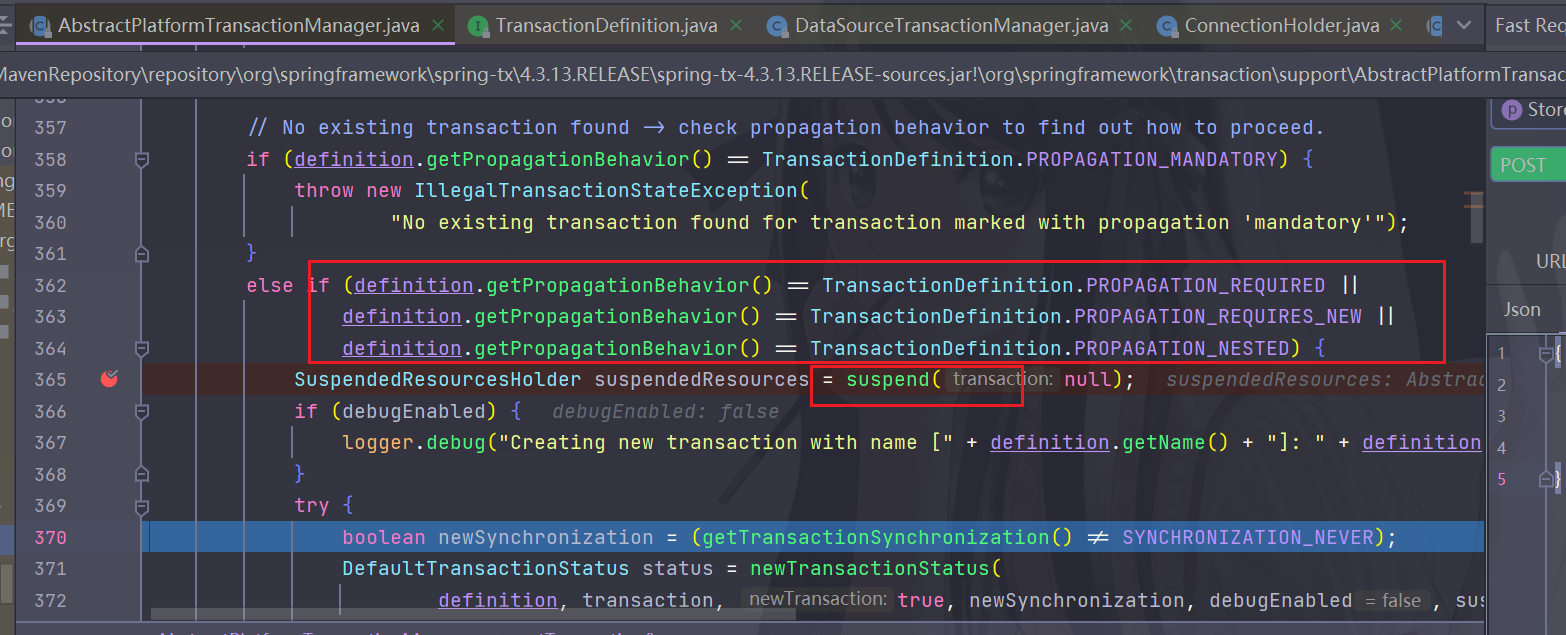 AbstractPlatformTransactionManager.java TransactionDefinition.java DataSourceTransactionManager.java ConnectionHolder.java Fast Req
MavenRepository\repository\org\springframework\spring-tx\4.3.13.RELEASE\spring-tx-4.3.13.RELEASE-sources.jar!\org\springframework\transaction\support\AbstractPlatformTransac
Store
357 // No existing transaction found -> check propagation behavior to find out how to proceed.
358 if (definition.getPropagationBehavior() == TransactionDefinition.PROPAGATION_MANDATORY) {
POST
359 throw new IllegalTransactionStateException(
360 "No existing transaction found for transaction marked with propagation 'mandatory'");
361 }
URL
362 else if (definition.getPropagationBehavior() == TransactionDefinition.PROPAGATION_REQUIRED ||
363 definition.getPropagationBehavior() == TransactionDefinition.PROPAGATION_REQUIRES_NEW ||
Json
364 definition.getPropagationBehavior() == TransactionDefinition.PROPAGATION_NESTED) {
1 {
365 SuspendedResourcesHolder suspendedResources = suspend( transaction: null); suspendedResources: Abstrac
2
366 if (debugEnabled) { debugEnabled: false
3
367 logger.debug("Creating new transaction with name [" + definition.getName() + "]: " + definition
4
368 }
5 }
369 try {
370 boolean newSynchronization = (getTransactionSynchronization() != SYNCHRONIZATION_NEVER);
371 DefaultTransactionStatus status = newTransactionStatus(
372 definition, transaction, newTransaction: true, newSynchronization, debugEnabled = false , sus